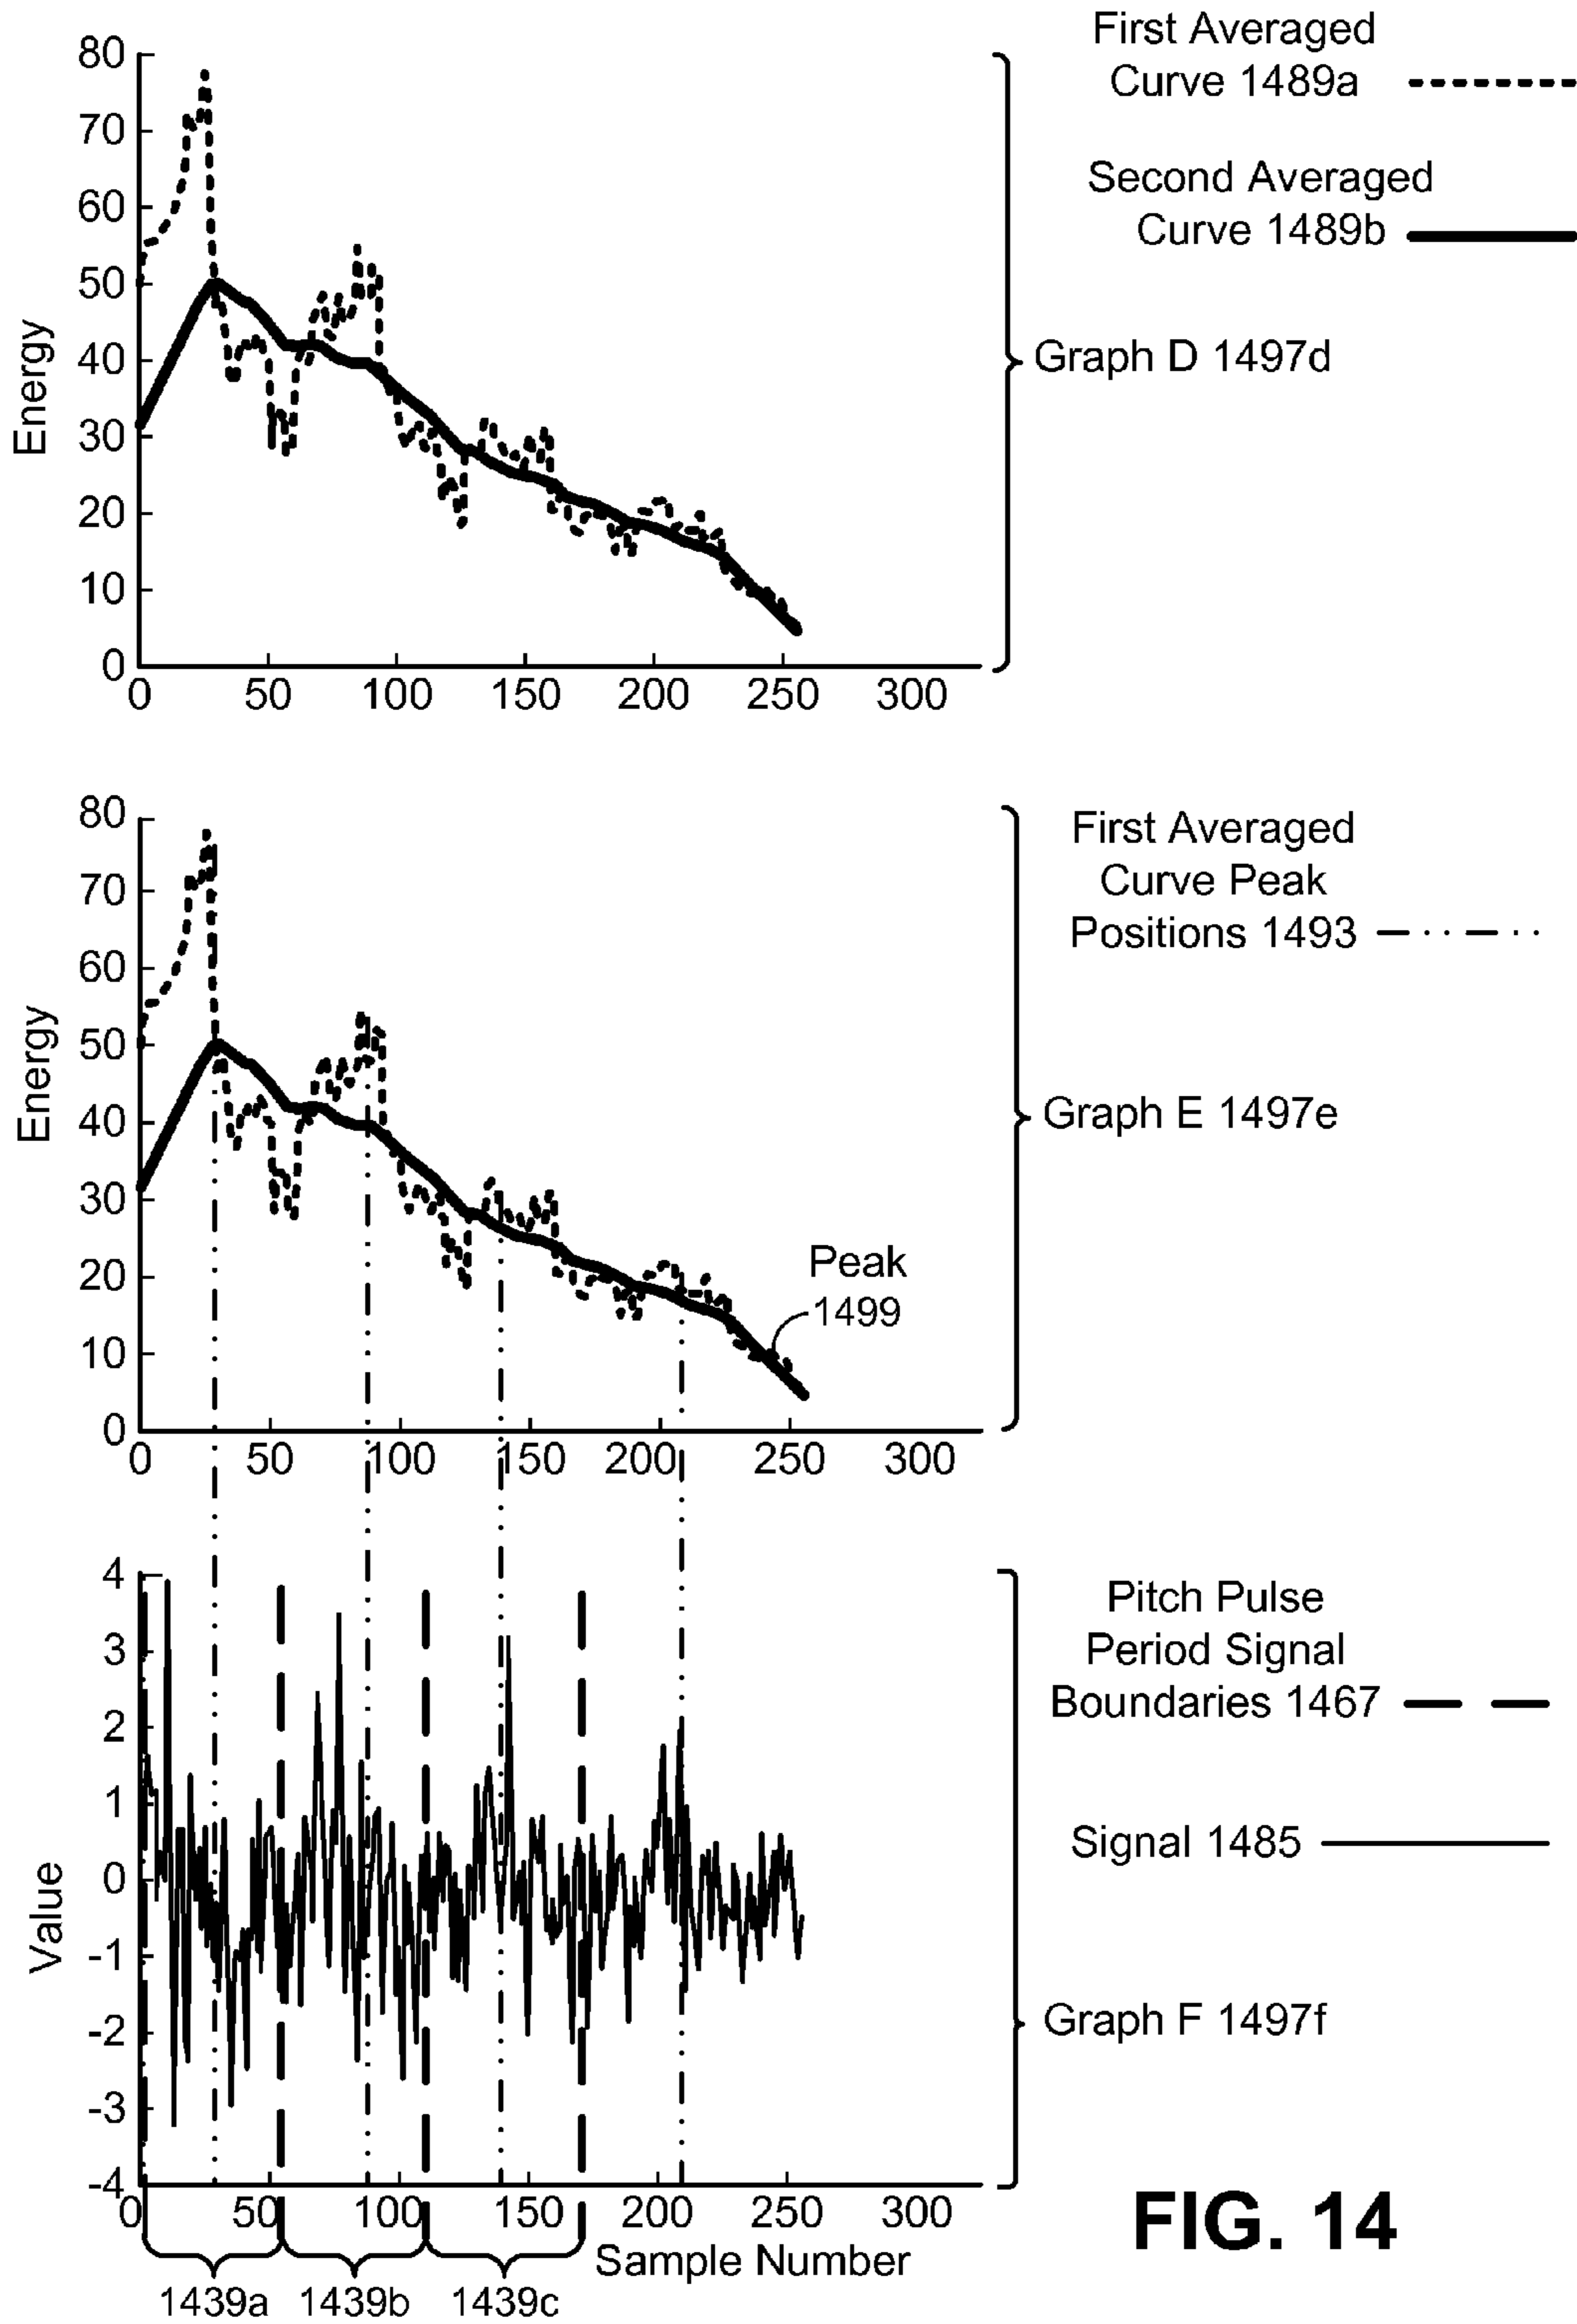 First Averaged
Curve 1489a
Second Averaged
Curve 1489b
80
70
60
50
40
30
20
10
0
Energy
0 50 100 150 200 250 300
Graph D 1497d
80
70
60
50
40
30
20
10
0
Energy
0 50 100 150 200 250 300
Peak
1499
First Averaged
Curve Peak
Positions 1493
Graph E 1497e
4
3
2
1
0
-1
-2
-3
-4
Value
0 50 100 150 200 250 300
Sample Number
1439a 1439b 1439c
Pitch Pulse
Period Signal
Boundaries 1467
Signal 1485
Graph F 1497f
FIG. 14